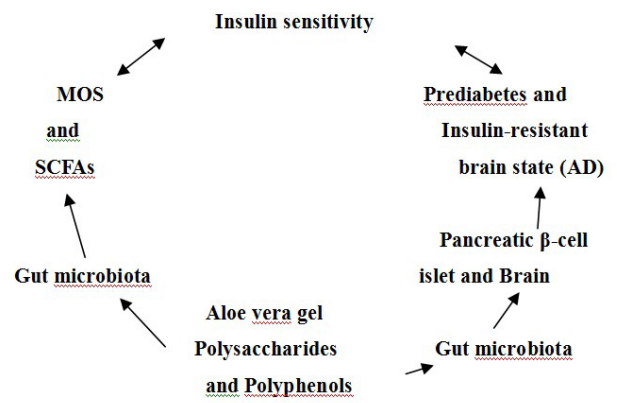 Insulin sensitivity
MOS
and
SCFAs
Prediabetes and
Insulin-resistant
brain state (AD)
Pancreatic β-cell
islet and Brain
Gut microbiota
Aloe vera gel
Polysaccharides
and Polyphenols
Gut microbiota